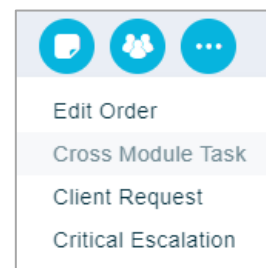 Edit Order
Cross Module Task
Client Request
Critical Escalation